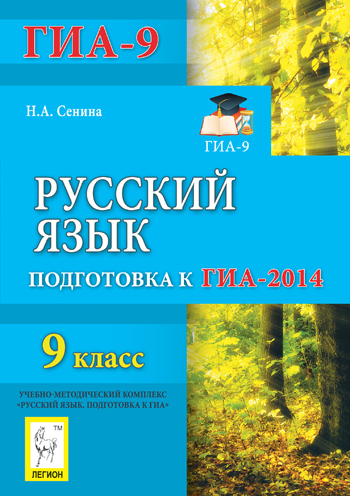 ГИА-9
Н.А. Сенина
ГИА-9
РУССКИЙ
ЯЗЫК
ПОДГОТОВКА К ГИА-2014
9 класс
УЧЕБНО-МЕТОДИЧЕСКИЙ КОМПЛЕКС
«РУССКИЙ ЯЗЫК. ПОДГОТОВКА К ГИА»
TM
ЛЕГИОН